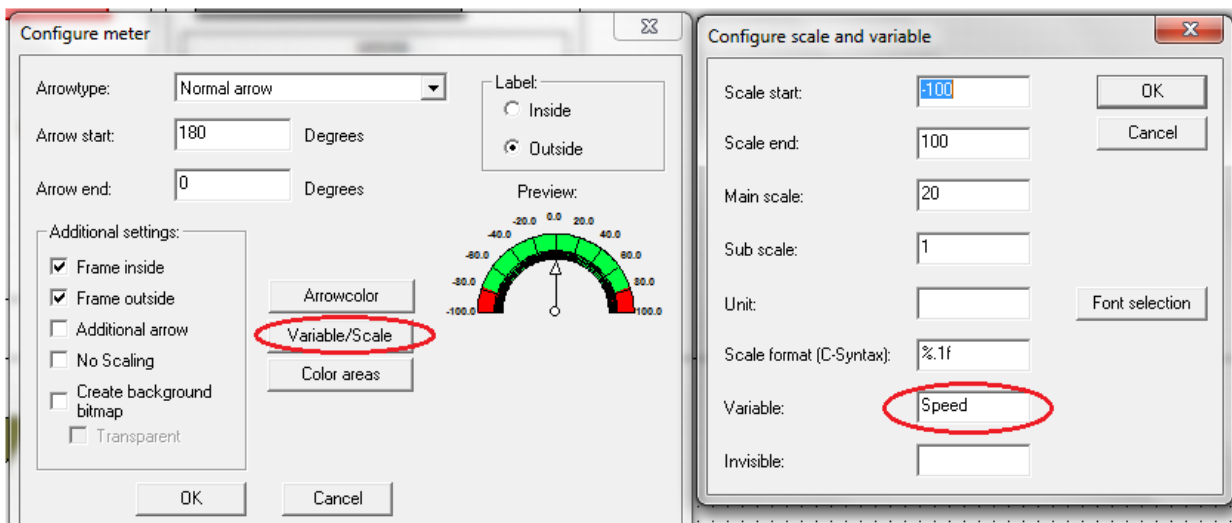 Configure meter
Arrowtype:
Normal arrow
Arrow start:
180
Degrees
Arrow end:
0
Degrees
Label:
Inside
Outside
Preview:
-100.0
-80.0
-60.0
-40.0
-20.0
0.0
20.0
40.0
60.0
80.0
100.0
Additional settings:
Frame inside
Frame outside
Additional arrow
No Scaling
Create background
bitmap
Transparent
Arrowcolor
Variable/Scale
Color areas
OK
Cancel
Configure scale and variable
Scale start:
-100
Scale end:
100
Main scale:
20
Sub scale:
1
Unit:
Scale format (C-Syntax):
%.1f
Variable:
Speed
Invisible:
OK
Cancel
Font selection